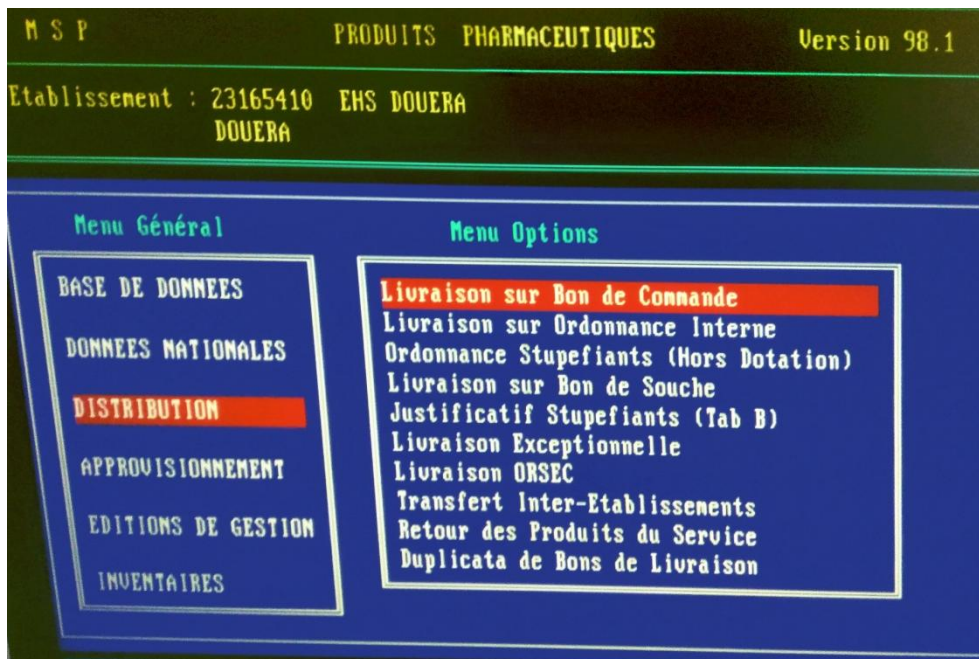 M S P PRODUITS PHARMACEUTIQUES Version 98.1
Etablissement : 23165410 EHS DOUERA
DOUERA
Menu Général
BASE DE DONNEES
DONNEES NATIONALES
DISTRIBUTION
APPROVISIONNEMENT
EDITIONS DE GESTION
INVENTAIRES
Menu Options
Livraison sur Bon de Commande
Livraison sur Ordonnance Interne
Ordonnance Stupefiants (Hors Dotation)
Livraison sur Bon de Souche
Justificatif Stupefiants (Tab B)
Livraison Exceptionnelle
Livraison ORSEC
Transfert Inter-Etablissements
Retour des Produits du Service
Duplicata de Bons de Livraison